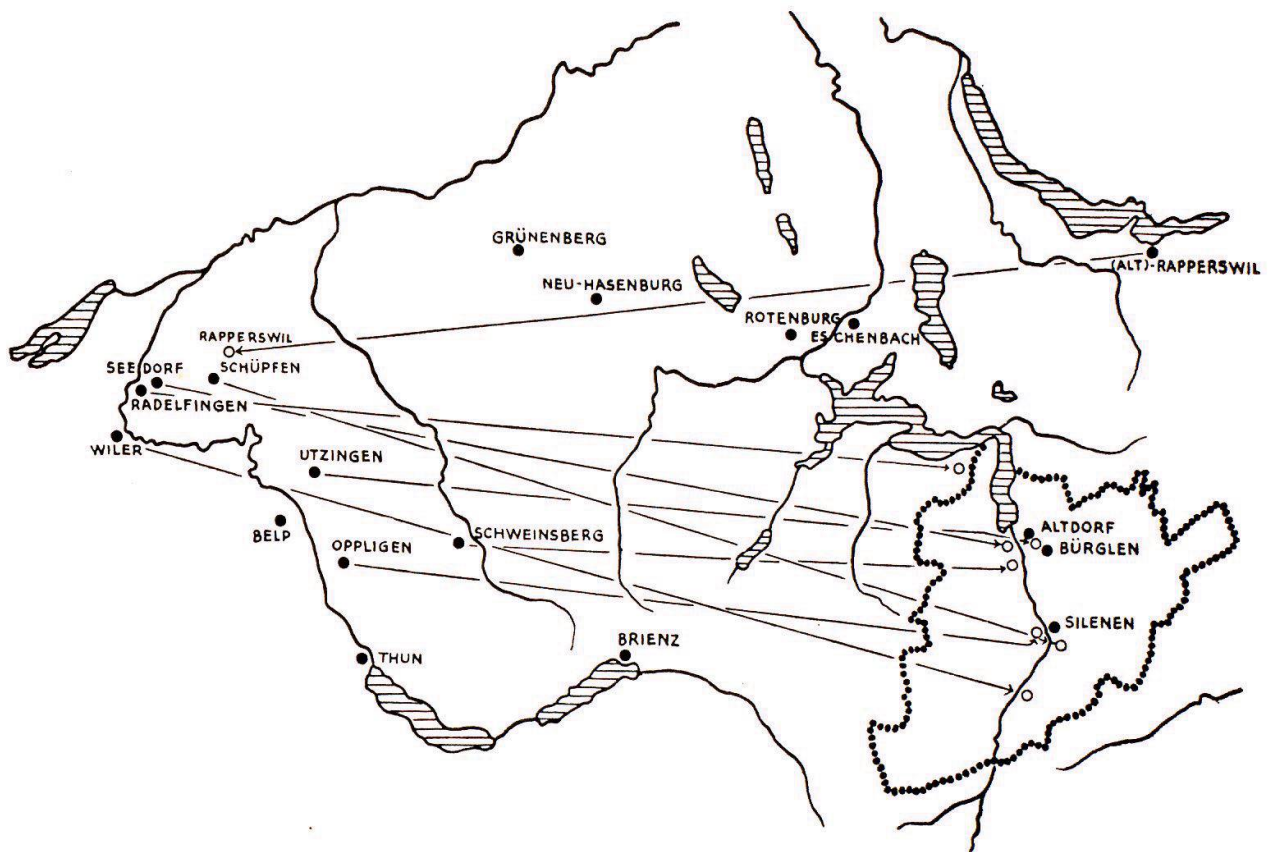 GRÜNENBERG
(ALT)-RAPPERSWIL
NEU-HASENBURG
ROTENBURG
ESCHENBACH
RAPPERSWIL
SEEDORF
SCHÜPFEN
RADELFINGEN
WILER
UTZINGEN
BELP
SCHWEINSBERG
ALTDORF
BÜRGLEN
OPPLIGEN
SILENEN
BRIENZ
THUN